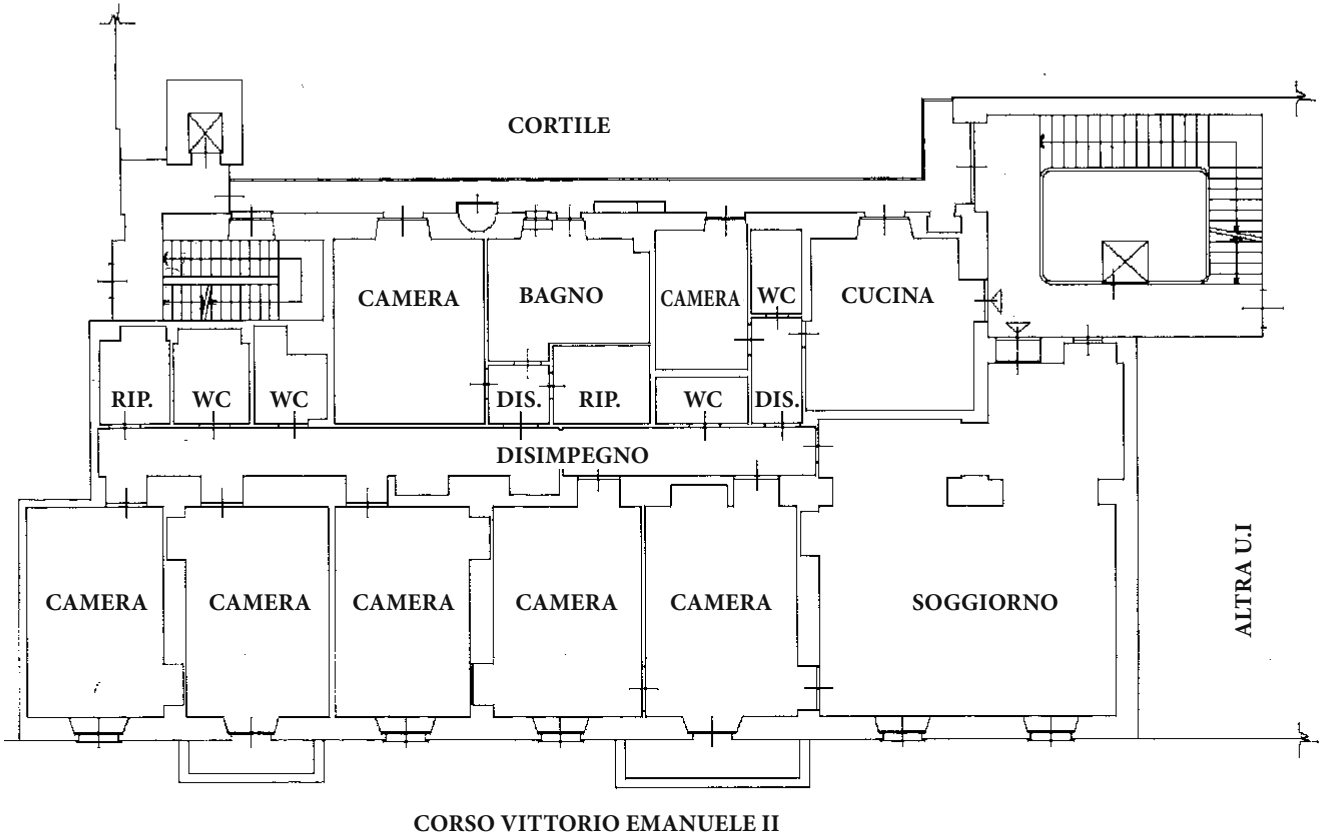 CORTILE
CAMERA
BAGNO
CAMERA
WC
CUCINA
RIP.
WC
WC
DIS.
RIP.
WC
DIS.
DISIMPEGNO
CAMERA
CAMERA
CAMERA
CAMERA
CAMERA
SOGGIORNO
ALTRA U.I
CORSO VITTORIO EMANUELE II